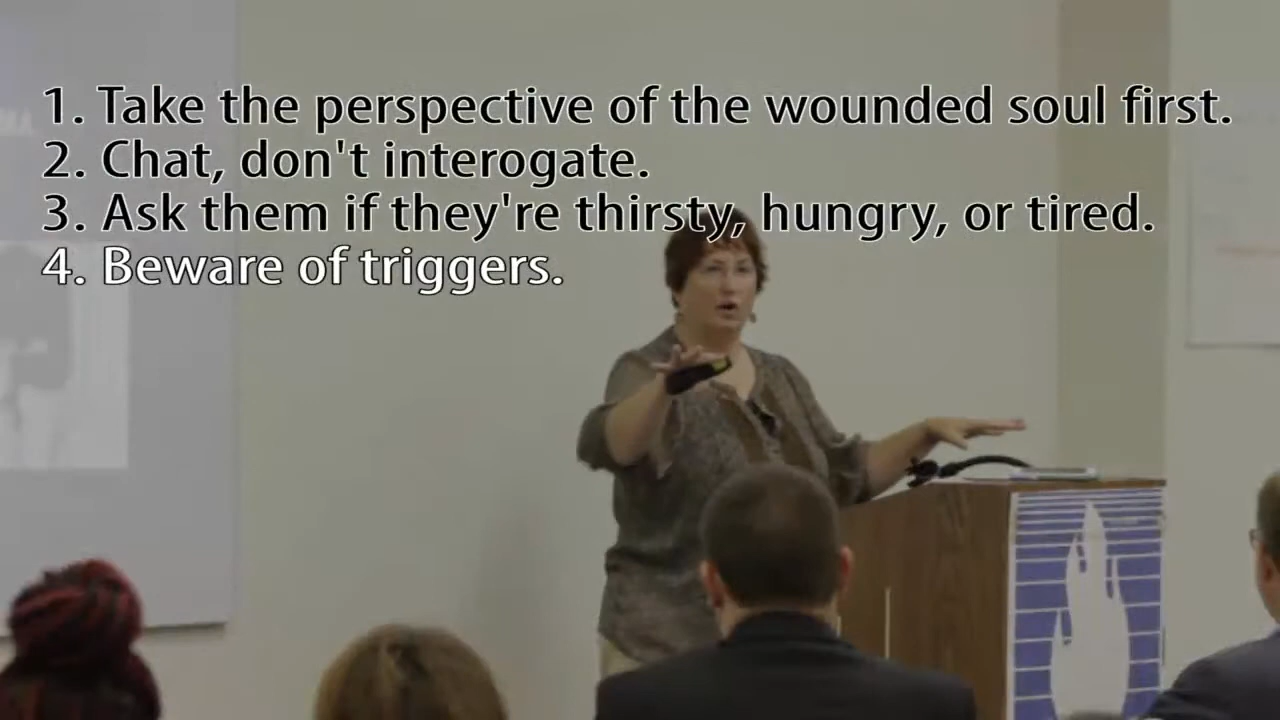 1. Take the perspective of the wounded soul first.
2. Chat, don't interogate.
3. Ask them if they're thirsty, hungry, or tired.
4. Beware of triggers.